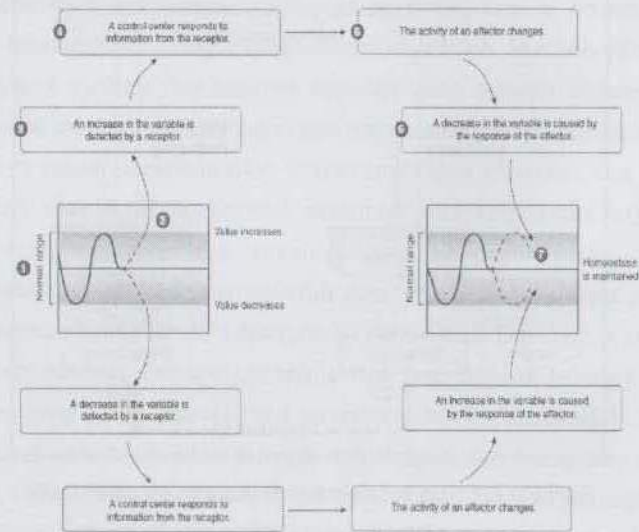 A control center responds to
information from the receptor.
The activity of an effector changes.
An increase in the variable is
detected by a receptor.
A decrease in the variable is caused by
the response of the effector.
Normal range
Value increases
Value decreases
Normal range
Homeostasis
is maintained
A decrease in the variable is
detected by a receptor.
An increase in the variable is caused
by the response of the effector.
A control center responds to
information from the receptor.
The activity of an effector changes.